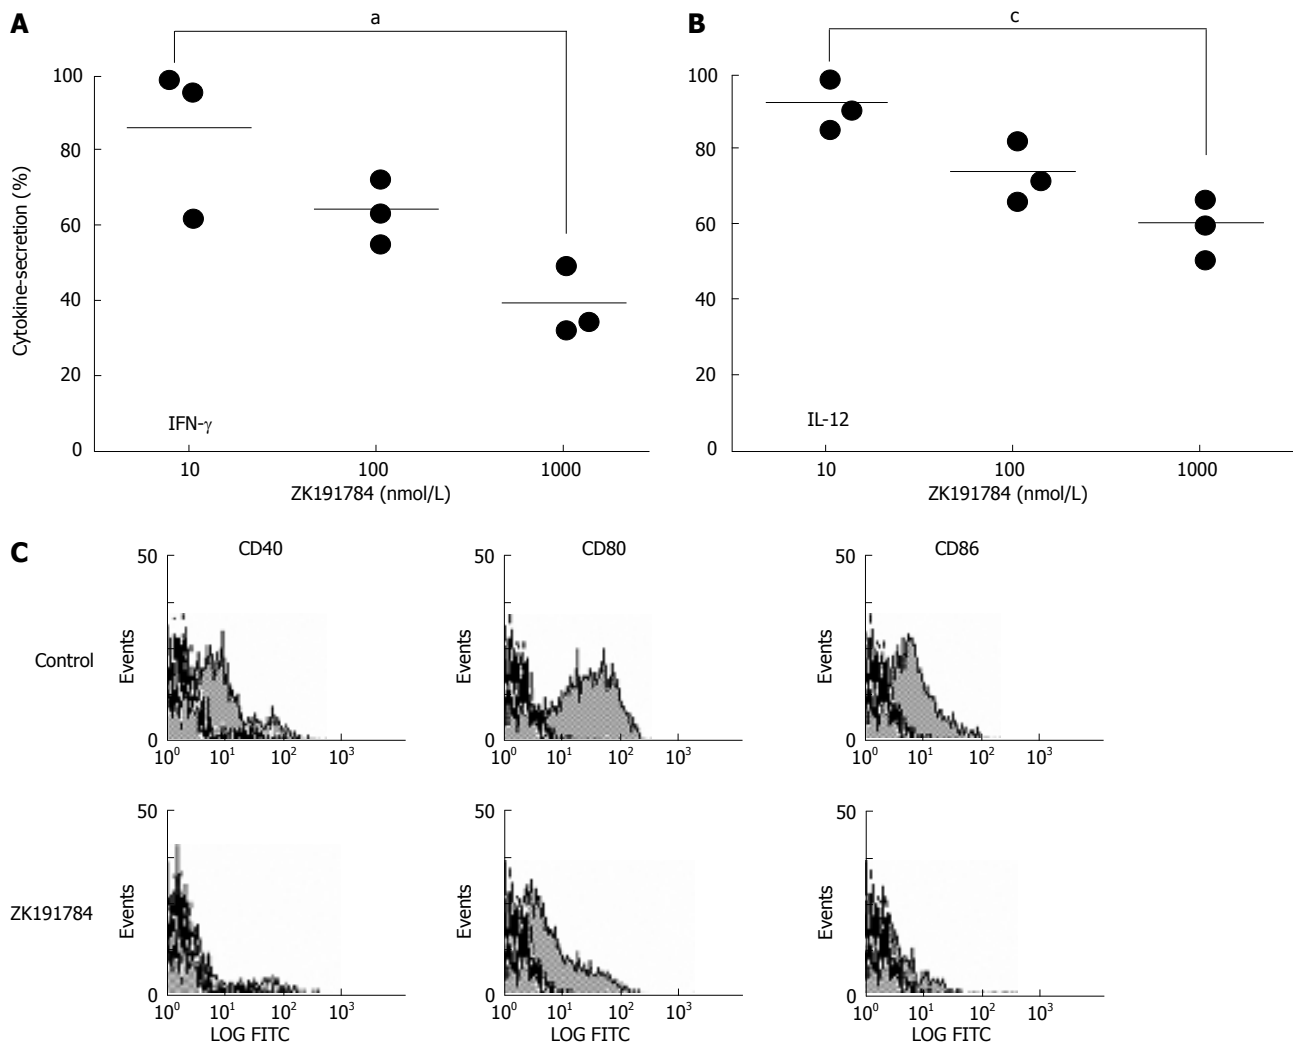 A
a
Cytokine-secretion (%)
100
80
60
40
20
0
IFN-γ
10 100 1000
ZK191784 (nmol/L)
B
c
100
80
60
40
20
0
IL-12
10 100 1000
ZK191784 (nmol/L)
C
CD40 CD80 CD86
Control
50
Events
0
10⁰ 10¹ 10² 10³
50
Events
0
10⁰ 10¹ 10² 10³
50
Events
0
10⁰ 10¹ 10² 10³
ZK191784
50
Events
0
10⁰ 10¹ 10² 10³
LOG FITC
50
Events
0
10⁰ 10¹ 10² 10³
LOG FITC
50
Events
0
10⁰ 10¹ 10² 10³
LOG FITC